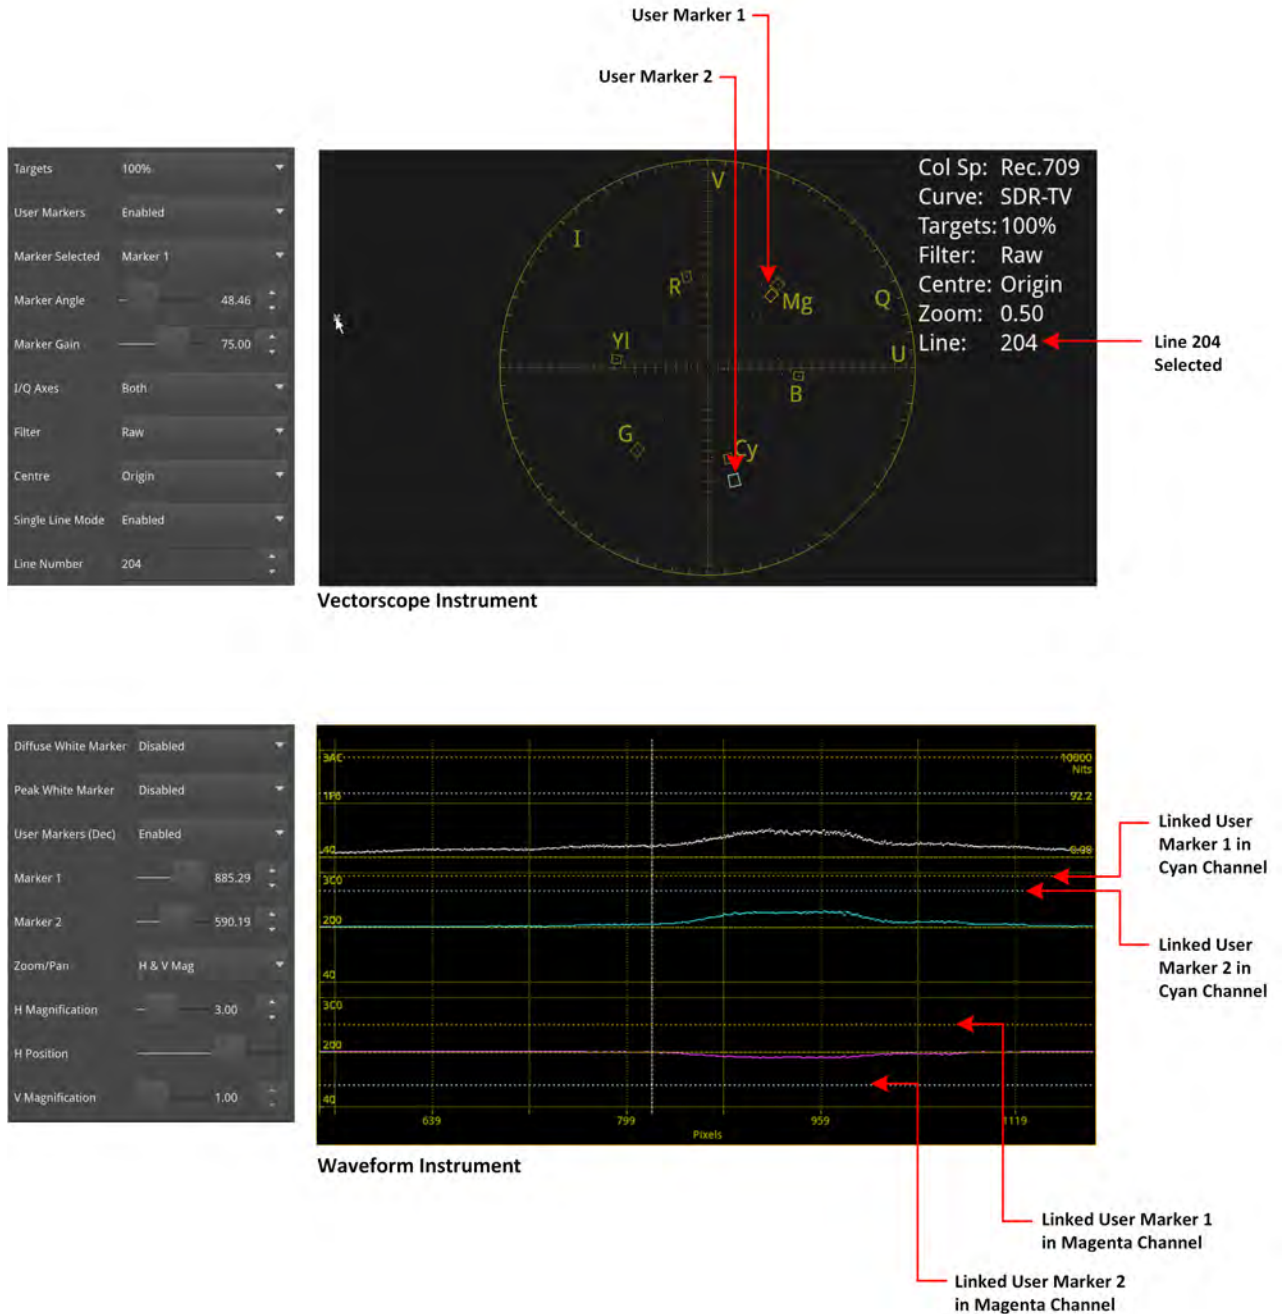 User Marker 1
User Marker 2
Targets 100%
User Markers Enabled
Marker Selected Marker 1
Marker Angle 48.46
Marker Gain 75.00
I/Q Axes Both
Filter Raw
Centre Origin
Single Line Mode Enabled
Line Number 204
V
I
R
Mg
Q
Yl
U
B
G
Cy
Col Sp: Rec.709
Curve: SDR-TV
Targets: 100%
Filter: Raw
Centre: Origin
Zoom: 0.50
Line: 204
Line 204
Selected
Vectorscope Instrument
Diffuse White Marker Disabled
Peak White Marker Disabled
User Markers (Dec) Enabled
Marker 1 885.29
Marker 2 590.19
Zoom/Pan H & V Mag
H Magnification 3.00
H Position
V Magnification 1.00
3AC 10000
Nits
1F6 92.2
40
3C0
200
40
3C0
200
40
639 799 959 1119
Pixels
Linked User
Marker 1 in
Cyan Channel
Linked User
Marker 2 in
Cyan Channel
Waveform Instrument
Linked User Marker 1
in Magenta Channel
Linked User Marker 2
in Magenta Channel